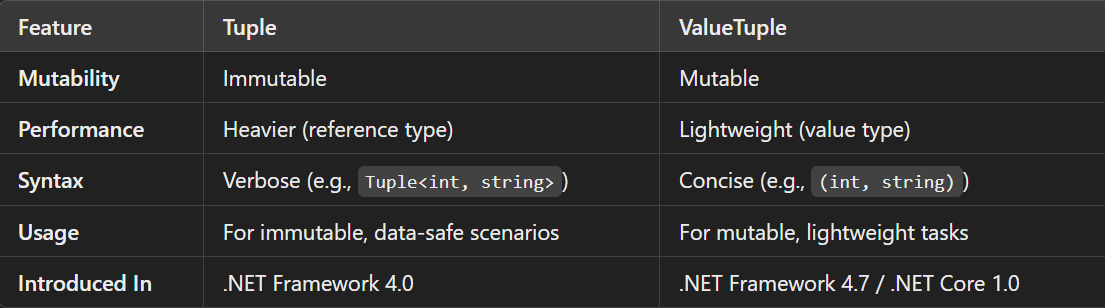 Feature Tuple ValueTuple
Mutability Immutable Mutable
Performance Heavier (reference type) Lightweight (value type)
Syntax Verbose (e.g., Tuple<int, string>) Concise (e.g., (int, string))
Usage For immutable, data-safe scenarios For mutable, lightweight tasks
Introduced In .NET Framework 4.0 .NET Framework 4.7 / .NET Core 1.0